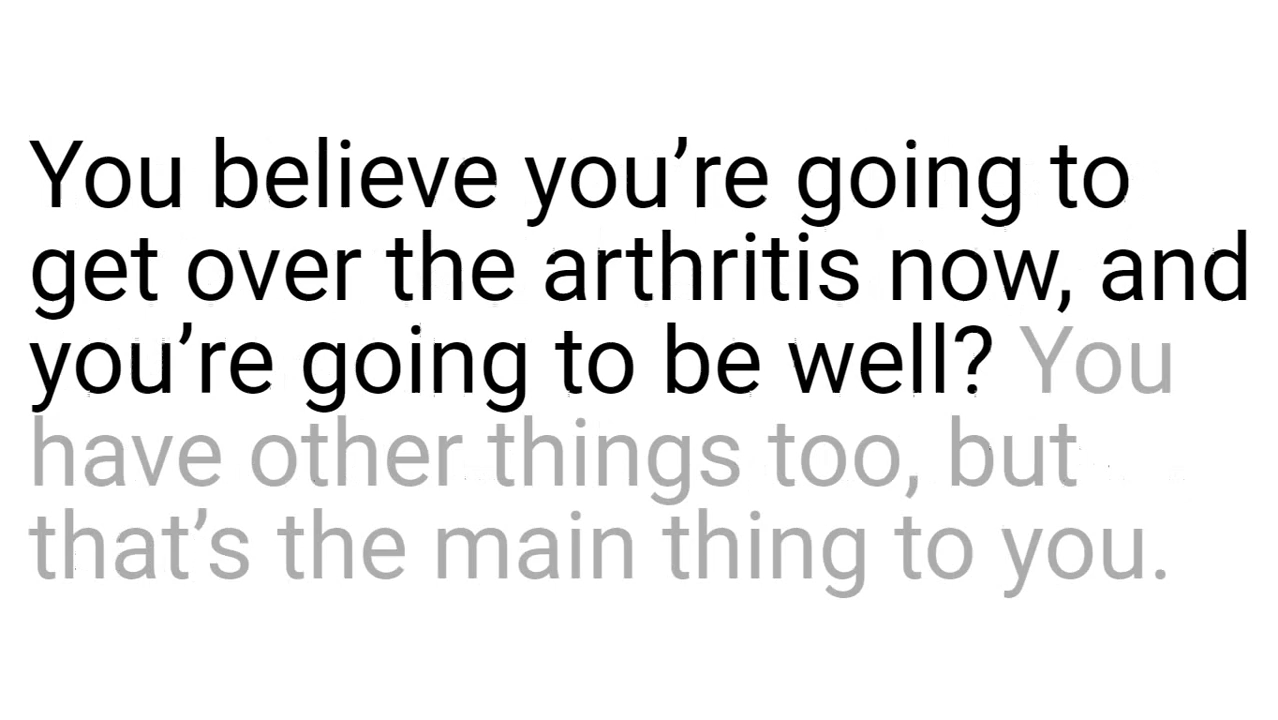 You believe you’re going to
get over the arthritis now, and
you’re going to be well? You
have other things too, but
that’s the main thing to you.